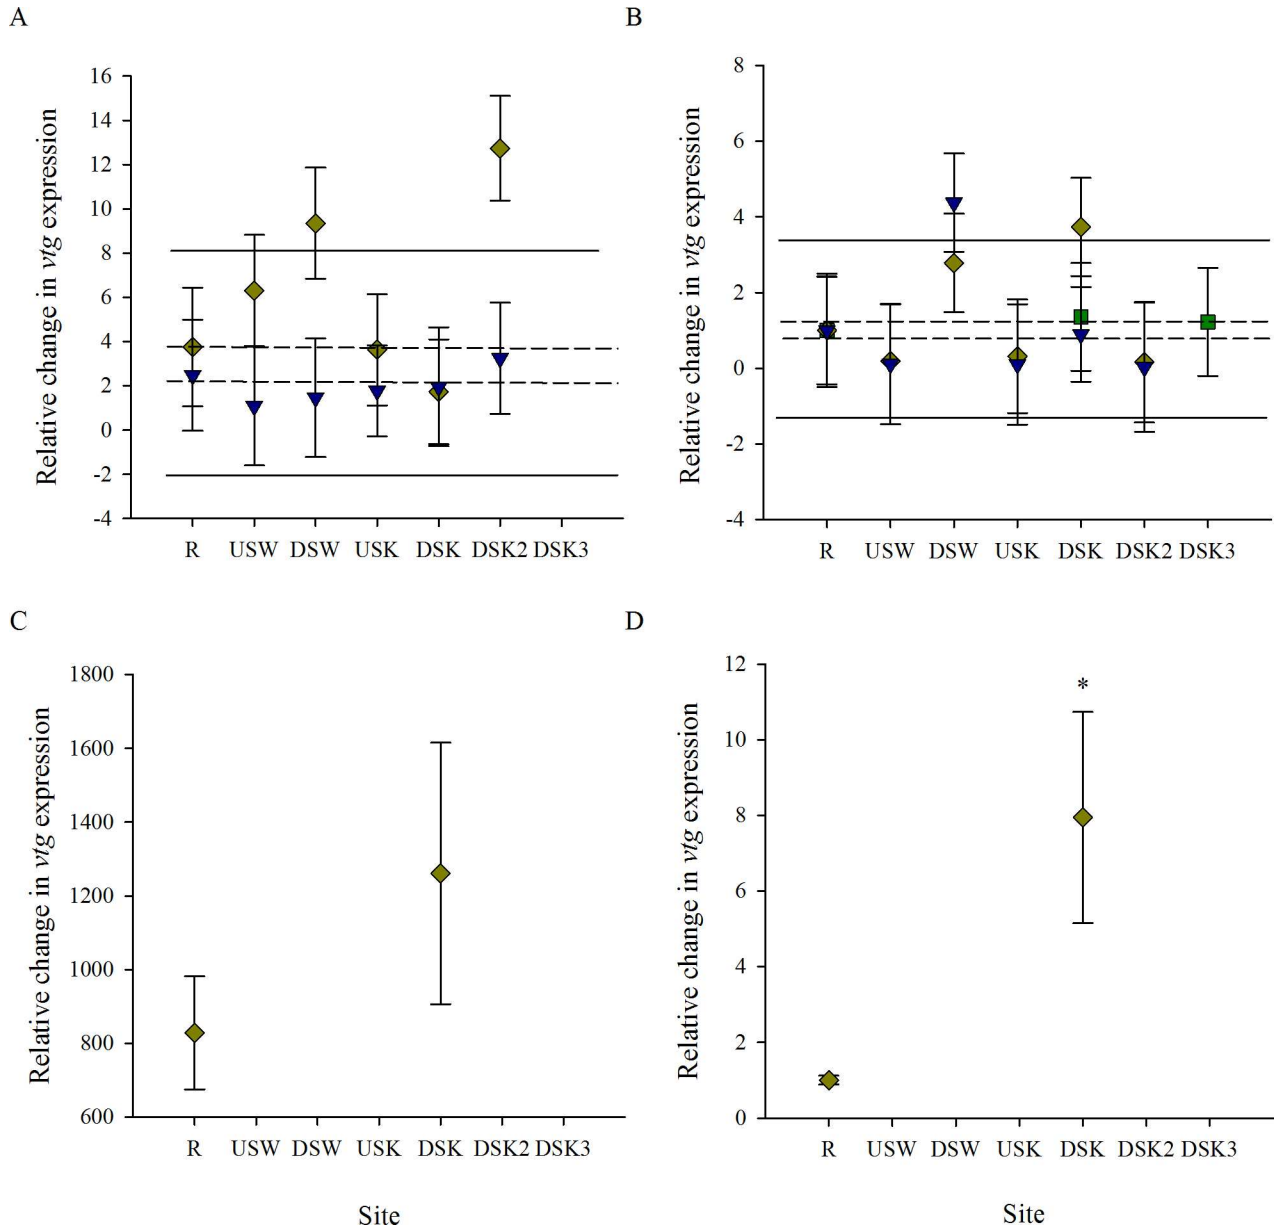 A
Relative change in vtg expression
16
14
12
10
8
6
4
2
0
-2
-4
R USW DSW USK DSK DSK2 DSK3
B
Relative change in vtg expression
8
6
4
2
0
-2
-4
R USW DSW USK DSK DSK2 DSK3
C
Relative change in vtg expression
1800
1600
1400
1200
1000
800
600
R USW DSW USK DSK DSK2 DSK3
Site
D
Relative change in vtg expression
12
10
8
6
4
2
0
*
R USW DSW USK DSK DSK2 DSK3
Site